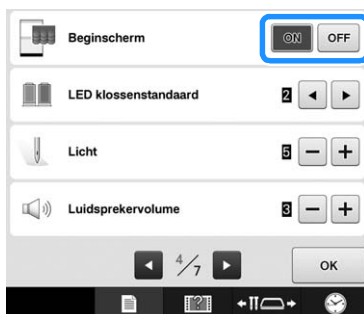 Beginscherm ON OFF
LED klossenstandaard 2
Licht 5 − +
Luidsprekervolume 3 − +
4/7 OK
?